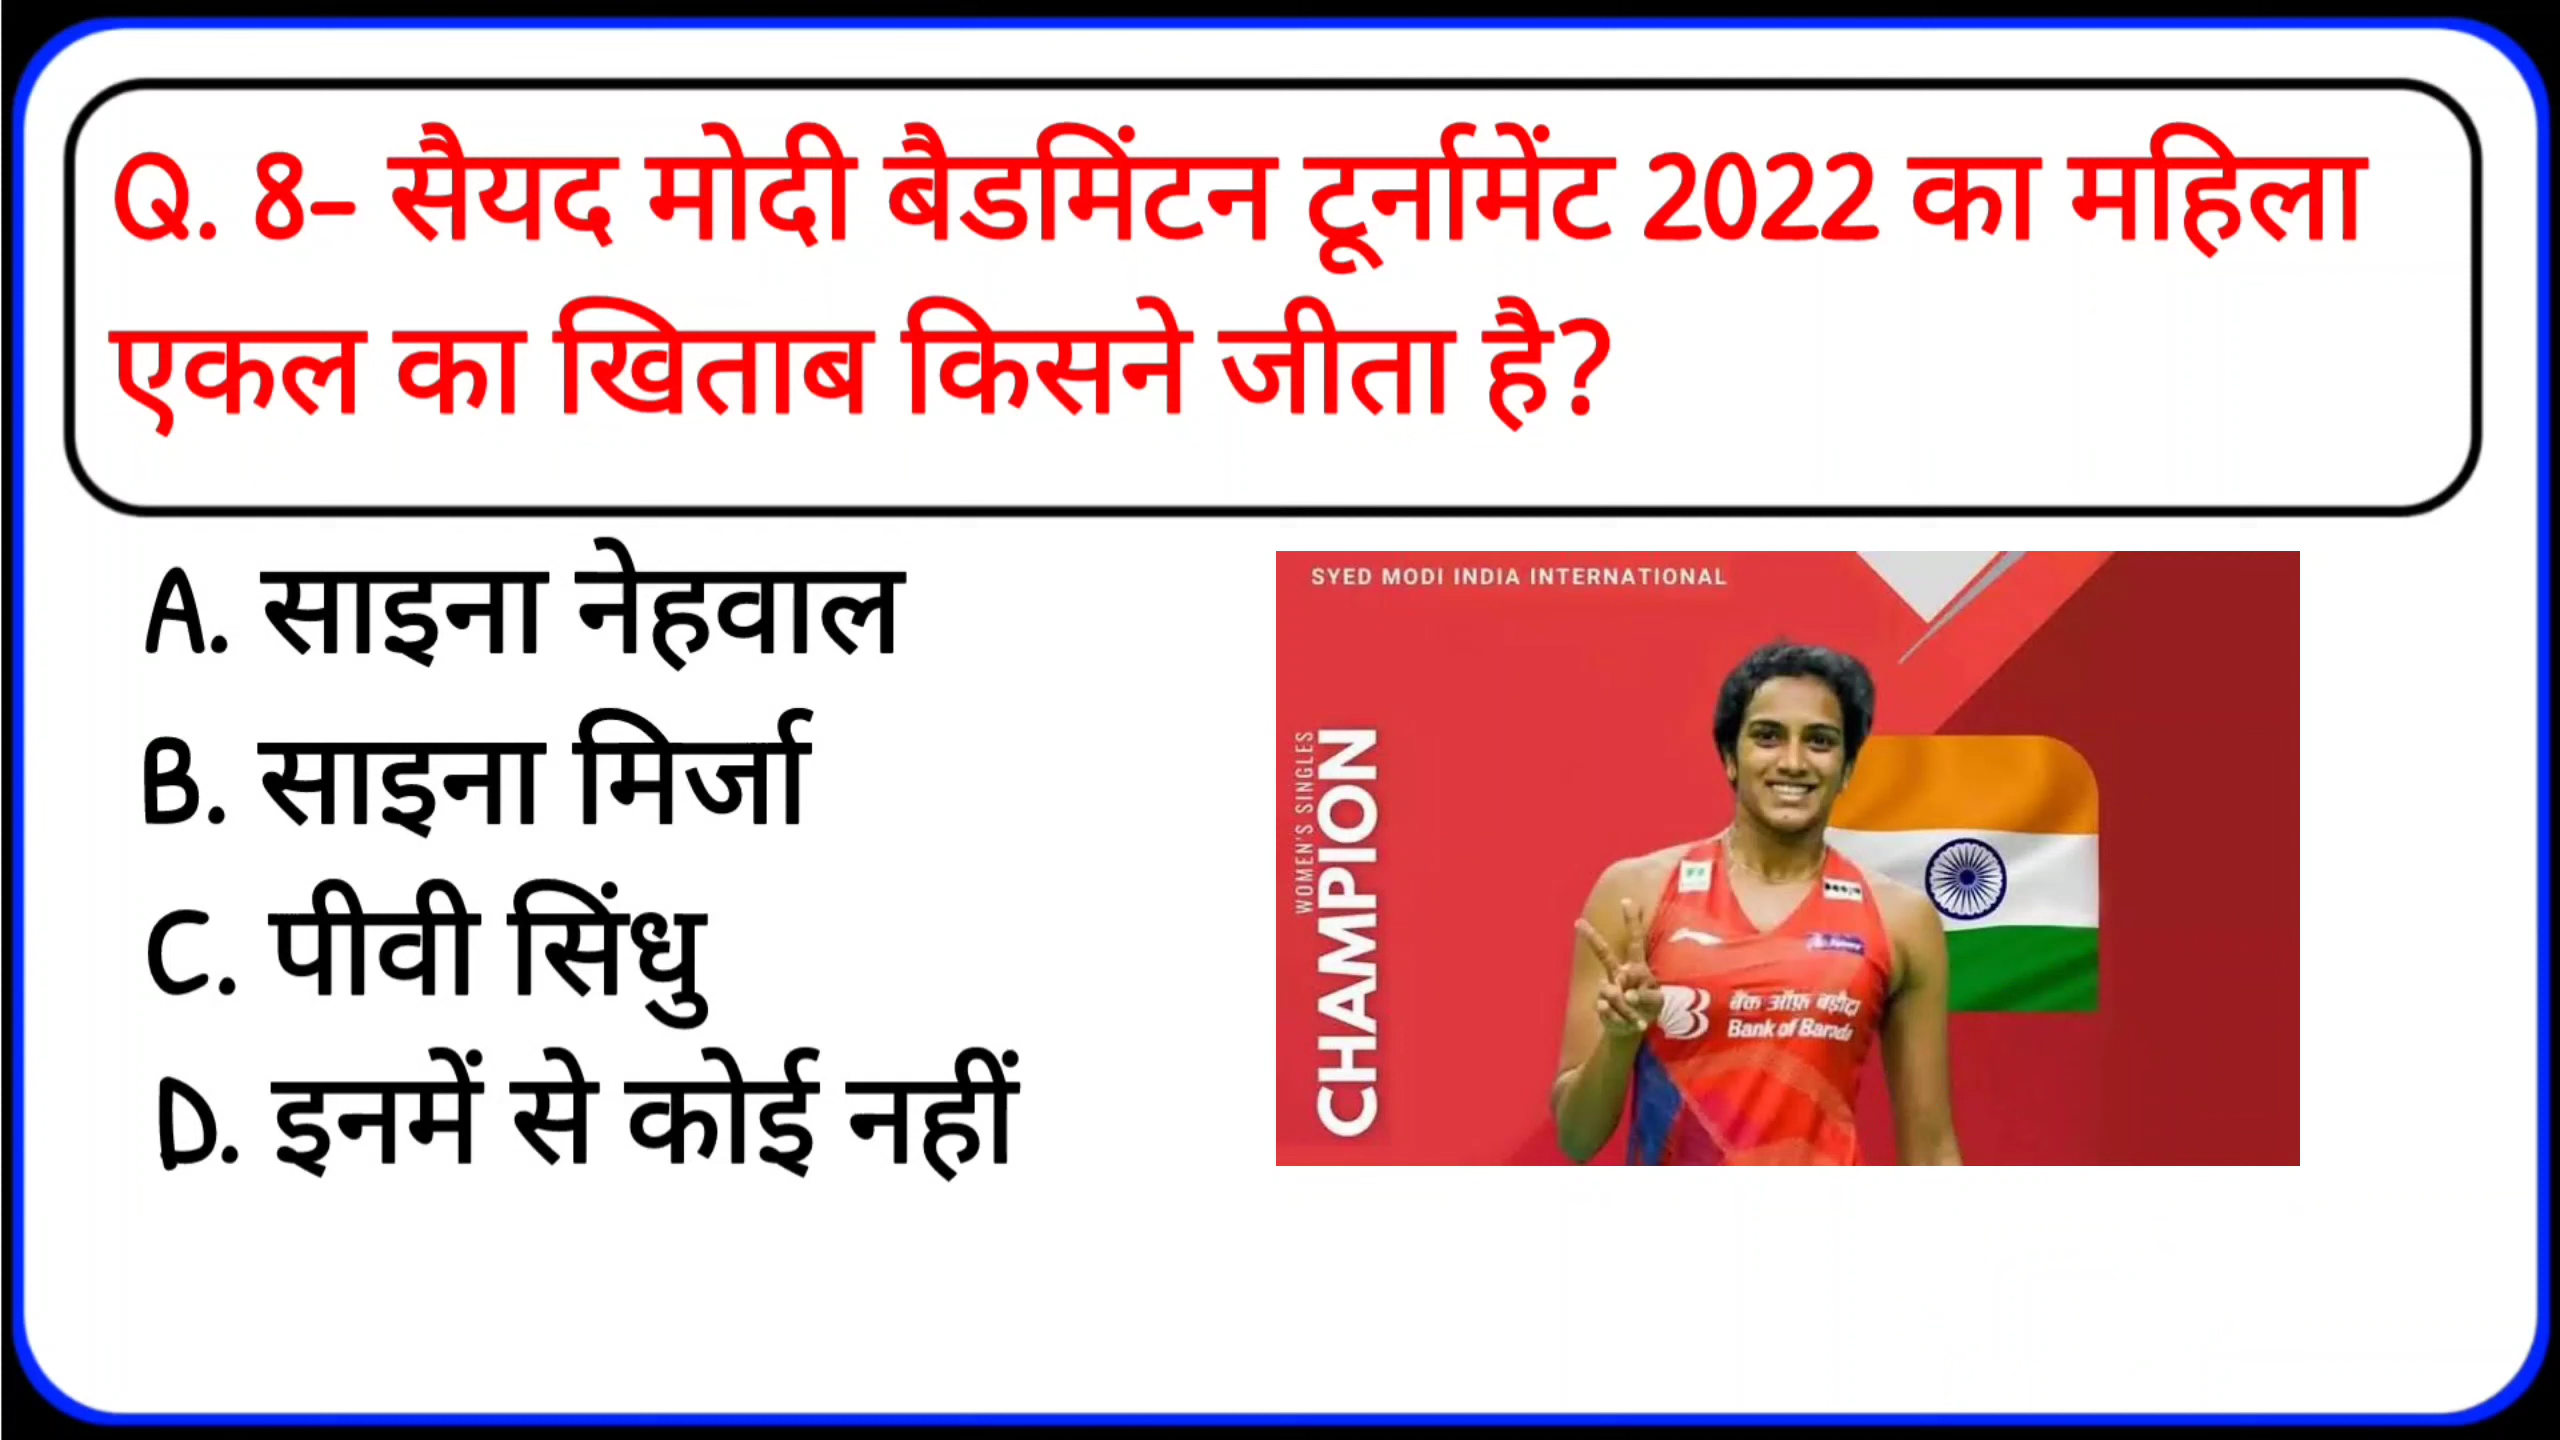 Q. 8- सैयद मोदी बैडमिंटन टूर्नामेंट 2022 का महिला
एकल का खिताब किसने जीता है?
A. साइना नेहवाल
B. साइना मिर्जा
C. पीवी सिंधु
D. इनमें से कोई नहीं
SYED MODI INDIA INTERNATIONAL
WOMEN'S SINGLES
CHAMPION
बैंक ऑफ़ बड़ौदा
Bank of Baroda